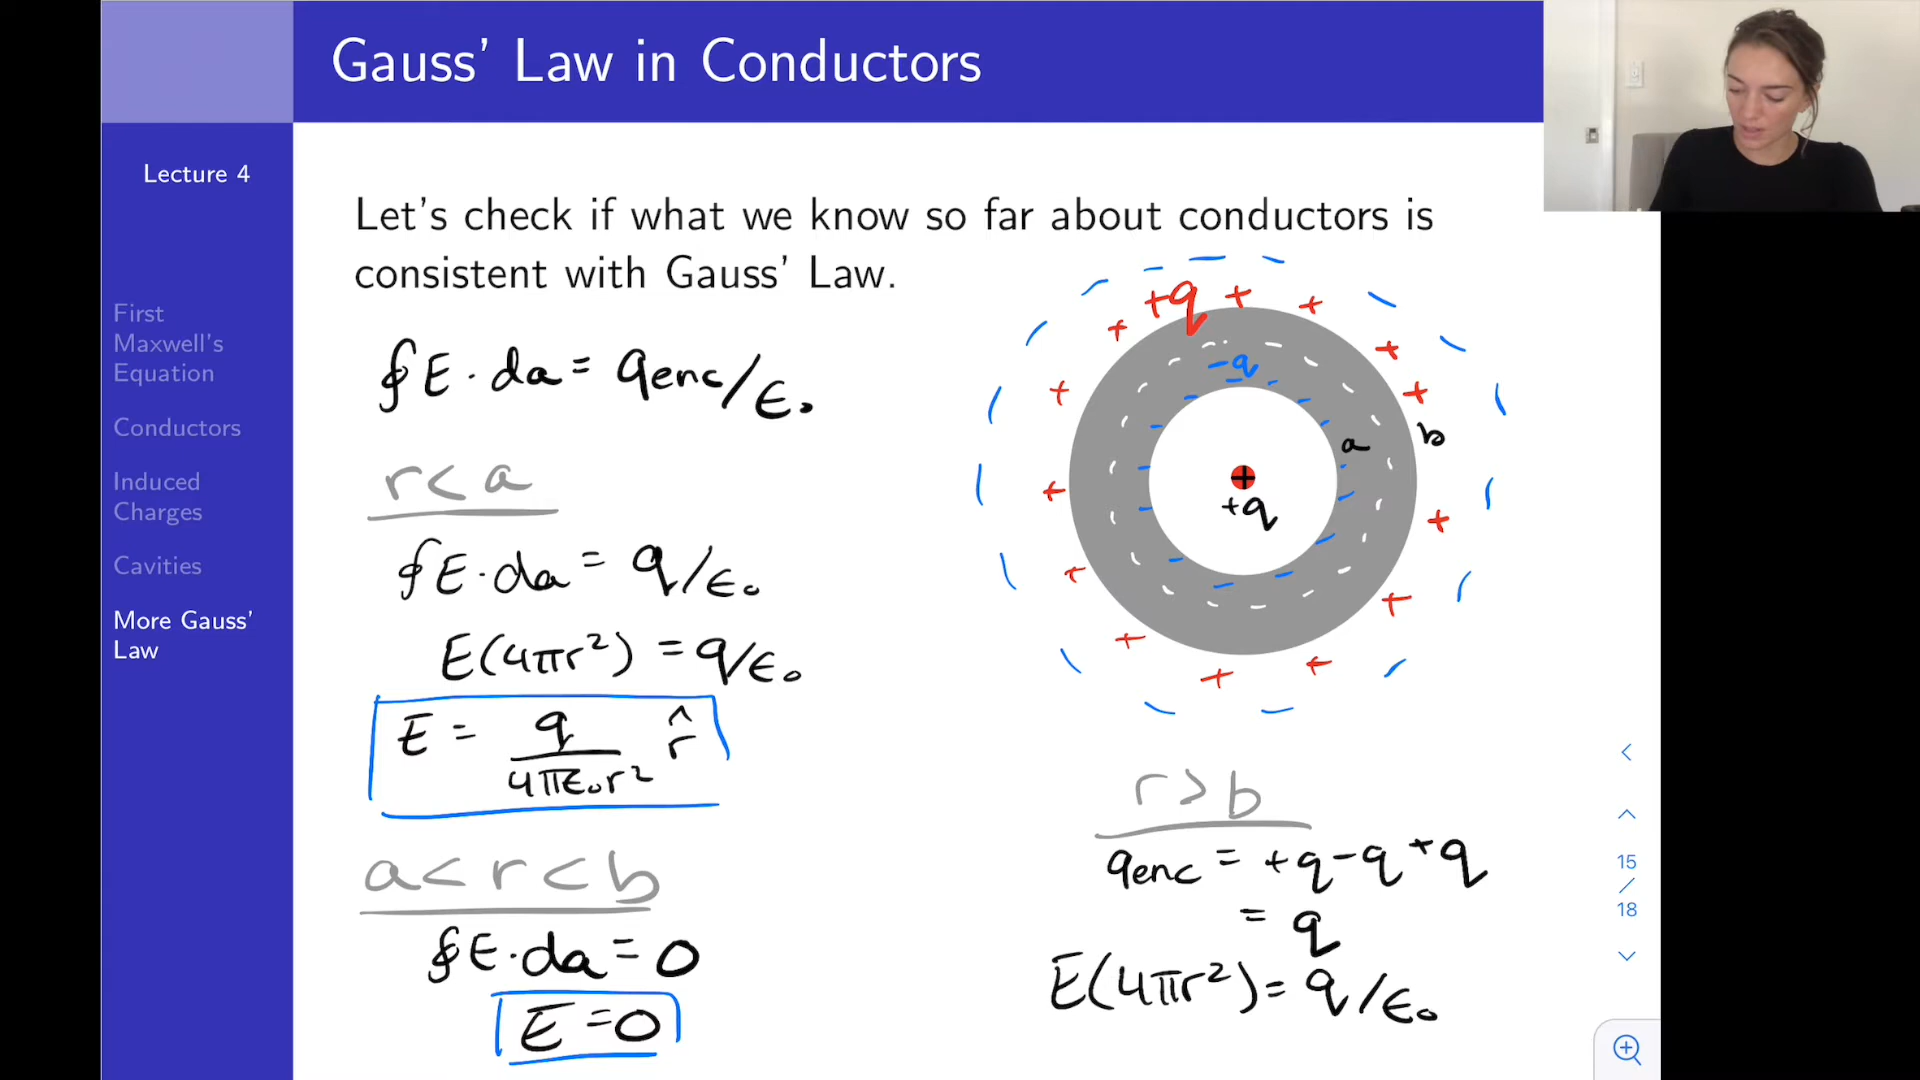 Gauss' Law in Conductors
Lecture 4
First
Maxwell's
Equation
Conductors
Induced
Charges
Cavities
More Gauss'
Law
Let's check if what we know so far about conductors is
consistent with Gauss' Law.
∮E·da = qenc/ε₀
r<a
∮E·da = q/ε₀
E(4πr²) = q/ε₀
E = q/4πε₀r² r̂
a<r<b
∮E·da = 0
E = 0
+q
-q
a
b
+q
r>b
qenc = +q-q+q
= q
E(4πr²) = q/ε₀
15
/
18